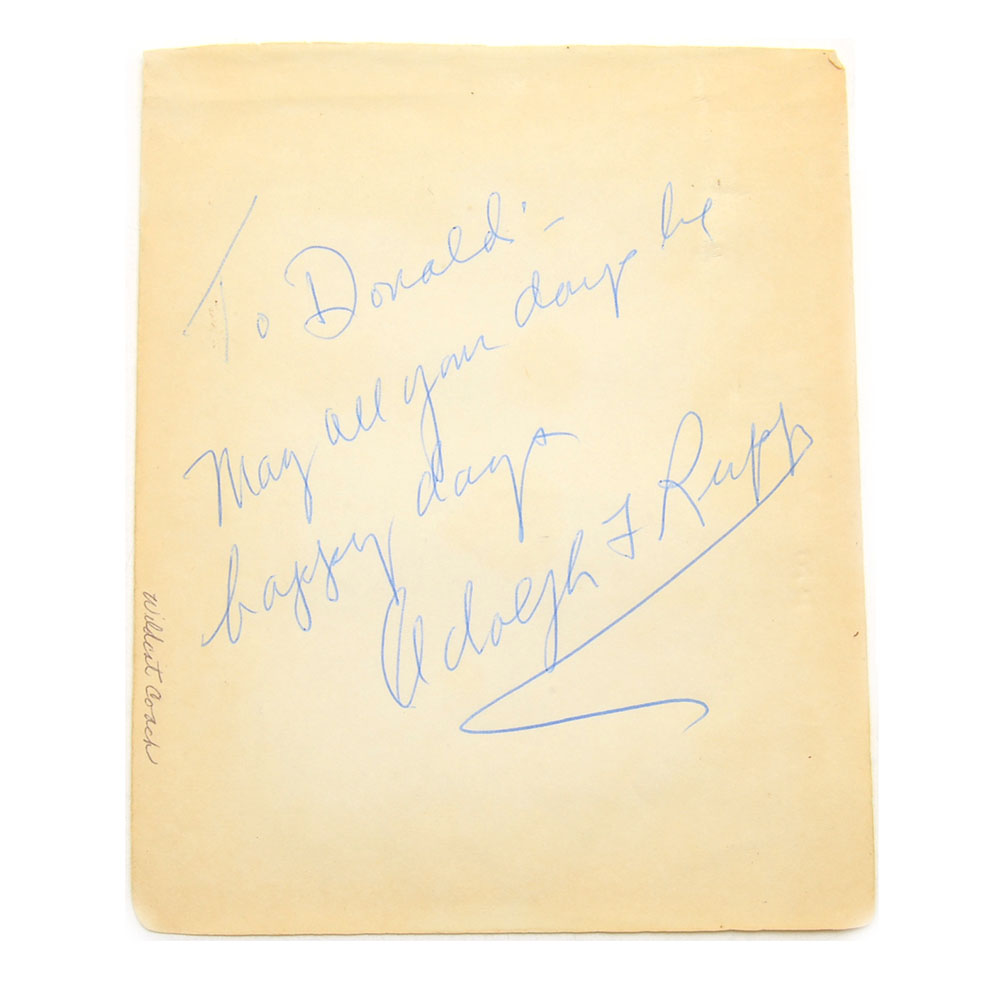 To Donald:-
May all your days be
happy days
Adolph F Rupp
Wildcat Coach